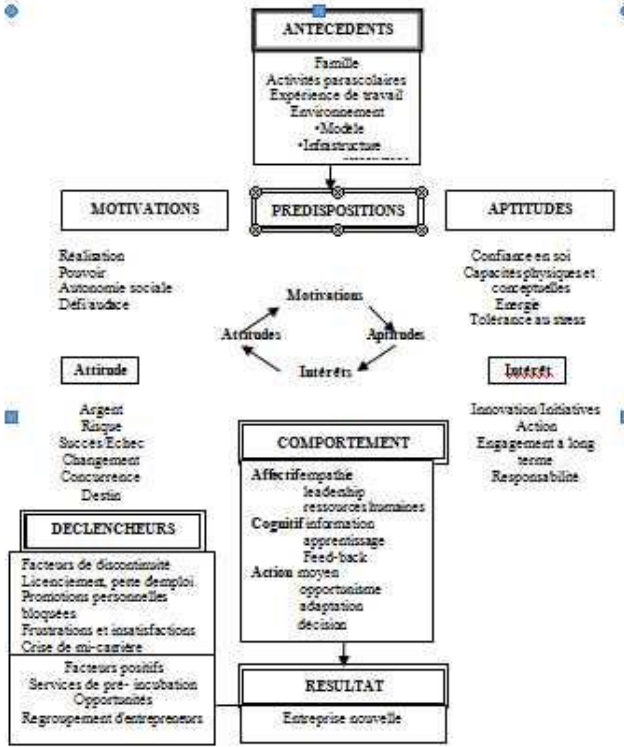 ANTECEDENTS
Famille
Activités parascolaires
Expérience de travail
Environnement
•Modèle
•Infrastructure
MOTIVATIONS
PREDISPOSITIONS
APTITUDES
Réalisation
Pouvoir
Autonomie sociale
Défi/audace
Confiance en soi
Capacités physiques et
conceptuelles
Energie
Tolérance au stress
Motivations
Attitudes
Aptitudes
Intérêts
Attitude
Intérêt
Argent
Risque
Succès/Echec
Changement
Concurrence
Destin
Innovation/Initiatives
Action
Engagement à long
terme
Responsabilité
COMPORTEMENT
Affectif empathie
leadership
ressources humaines
Cognitif information
apprentissage
Feed-back
Action moyen
opportunisme
adaptation
décision
DECLENCHEURS
Facteurs de discontinuité
Licenciement, perte demploi
Promotions personnelles
bloquées
Frustrations et insatisfactions
Crise de mi-carrière
Facteurs positifs
Services de pré- incubation
Opportunités
Regroupement d'entrepreneurs
RESULTAT
Entreprise nouvelle